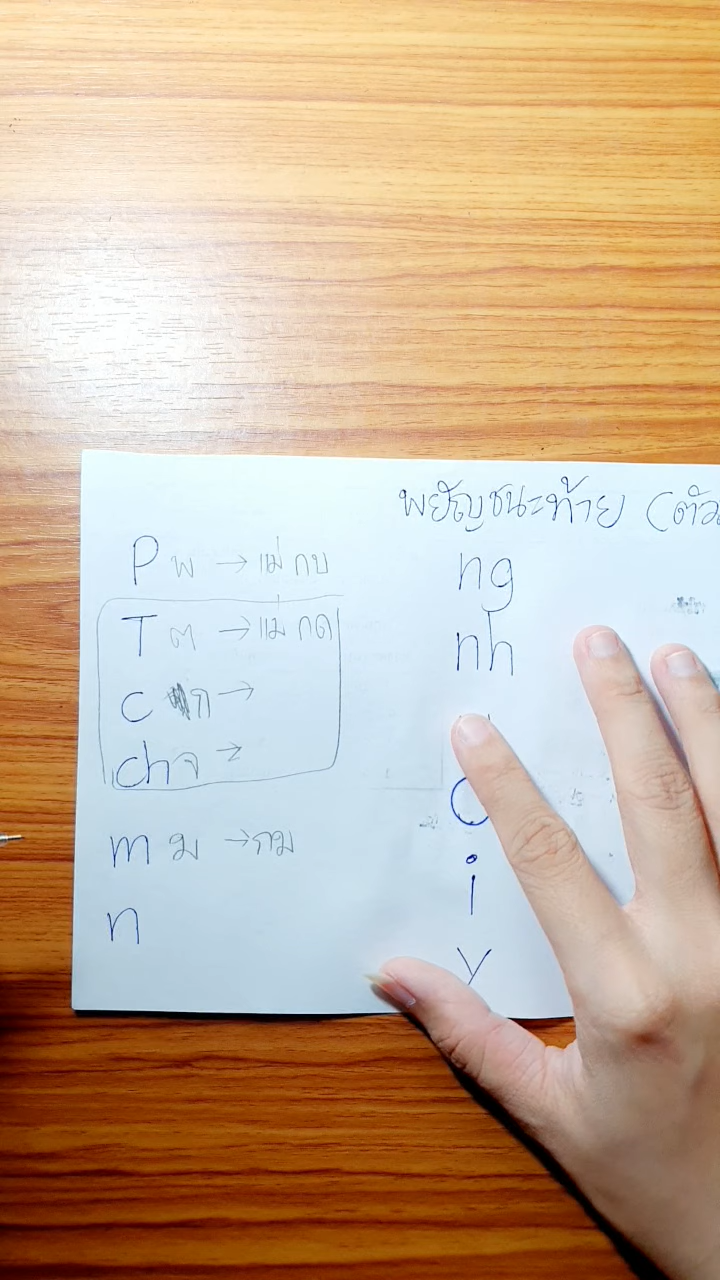 พยัญชนะท้าย (ตัว
P พ → แม่ กบ
T ต → แม่ กด
c ก →
ch จ →
m ม → กม
n
ng
nh
i
y